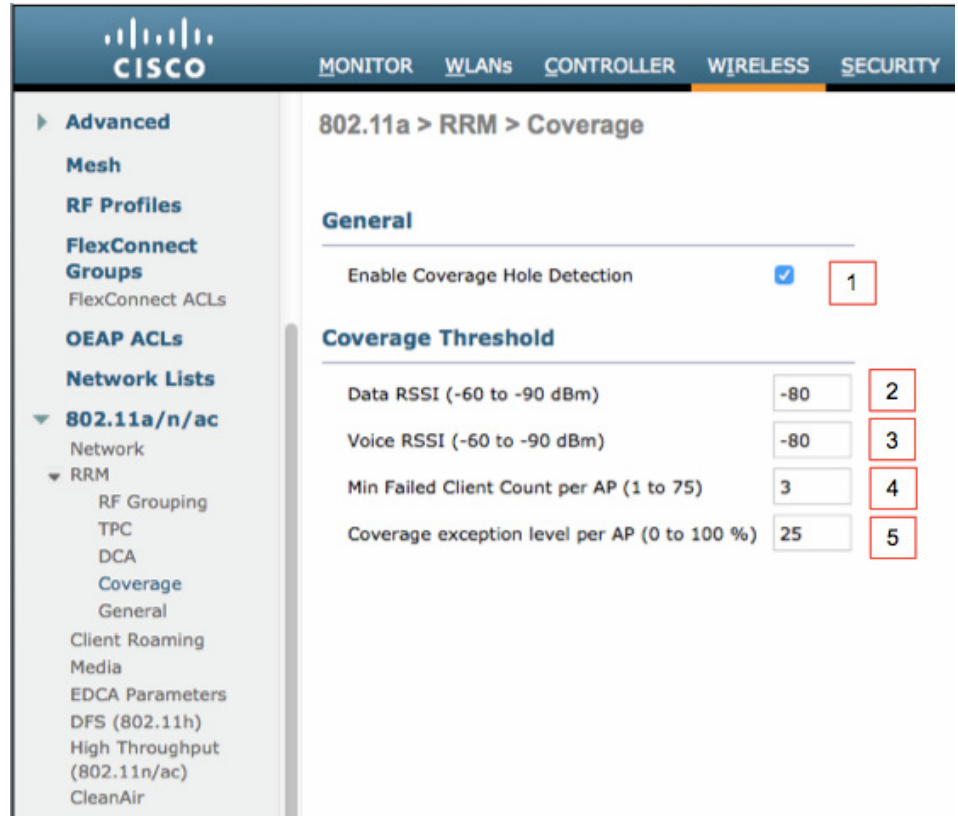 CISCO
MONITOR WLANs CONTROLLER WIRELESS SECURITY
Advanced
Mesh
RF Profiles
FlexConnect
Groups
FlexConnect ACLs
OEAP ACLs
Network Lists
802.11a/n/ac
Network
RRM
RF Grouping
TPC
DCA
Coverage
General
Client Roaming
Media
EDCA Parameters
DFS (802.11h)
High Throughput
(802.11n/ac)
CleanAir
802.11a > RRM > Coverage
General
Enable Coverage Hole Detection 1
Coverage Threshold
Data RSSI (-60 to -90 dBm) -80 2
Voice RSSI (-60 to -90 dBm) -80 3
Min Failed Client Count per AP (1 to 75) 3 4
Coverage exception level per AP (0 to 100 %) 25 5